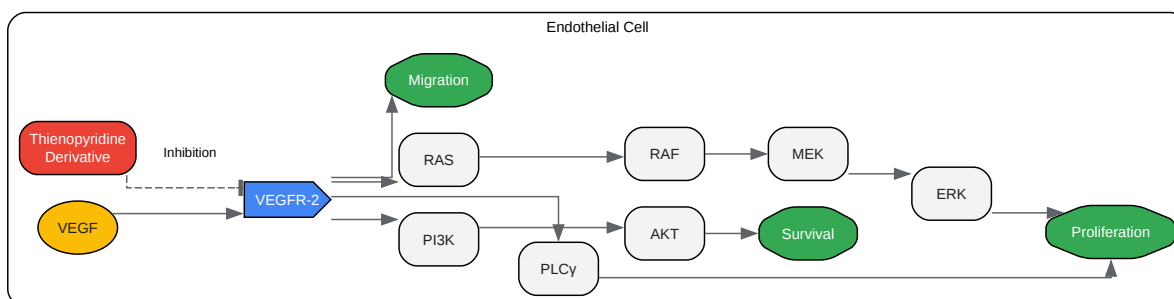 Endothelial Cell
Migration
Thienopyridine
Derivative
Inhibition
RAS
RAF
MEK
VEGFR-2
ERK
VEGF
PI3K
AKT
Survival
Proliferation
PLCγ